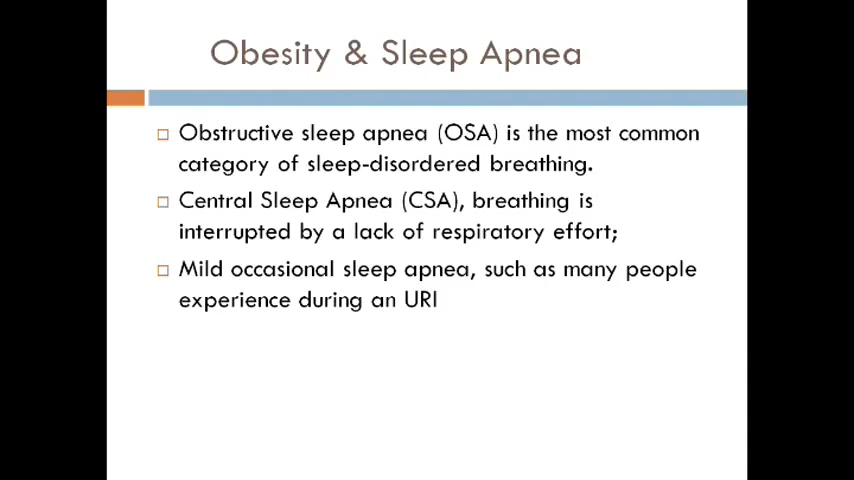 Obesity & Sleep Apnea
Obstructive sleep apnea (OSA) is the most common
category of sleep-disordered breathing.
Central Sleep Apnea (CSA), breathing is
interrupted by a lack of respiratory effort;
Mild occasional sleep apnea, such as many people
experience during an URI